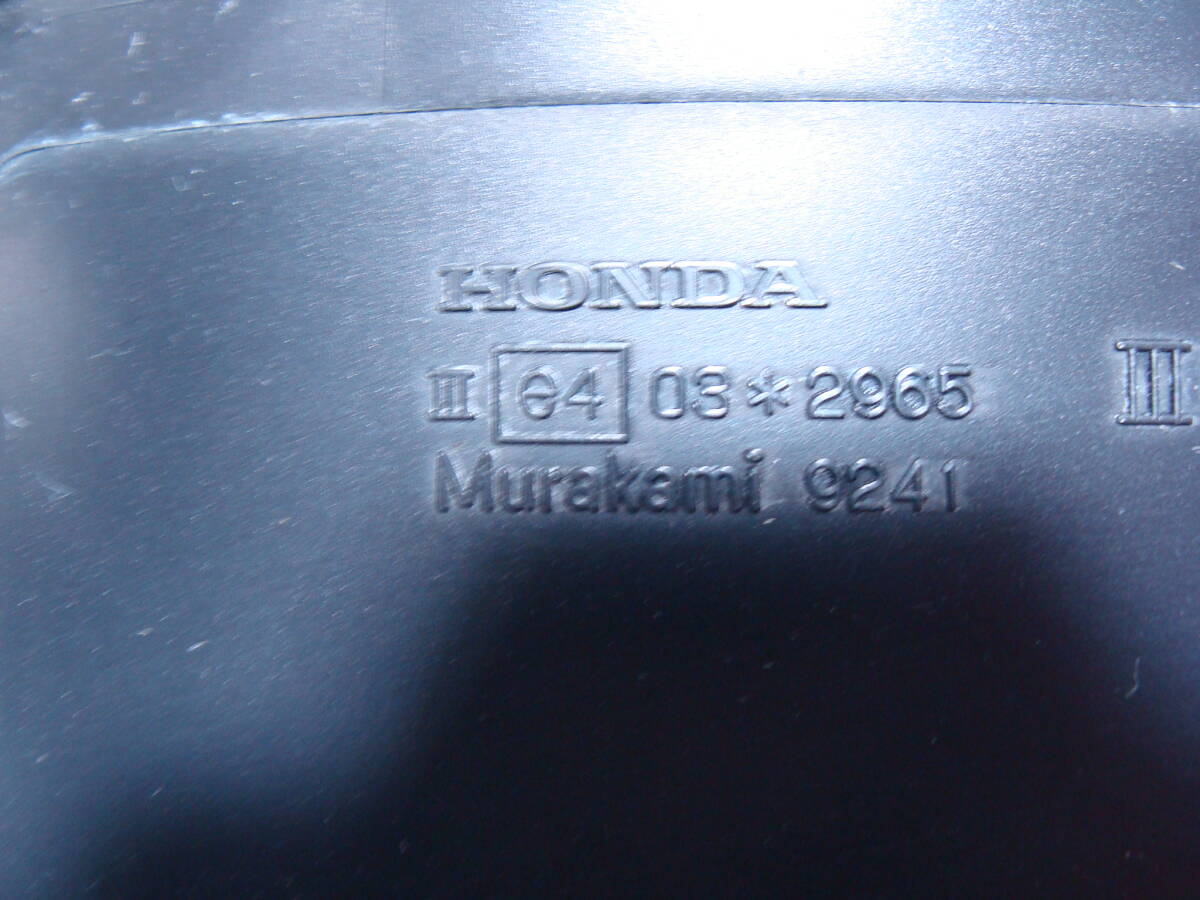 HONDA
III e4 03*2965 III
Murakami 9241